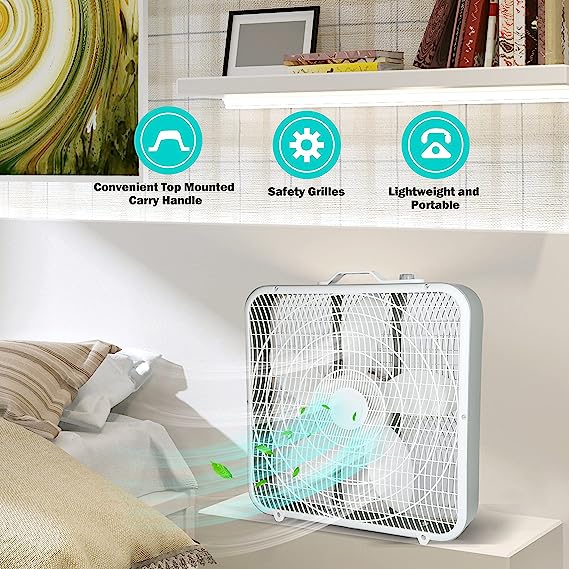 Convenient Top Mounted
Carry Handle
Safety Grilles
Lightweight and
Portable